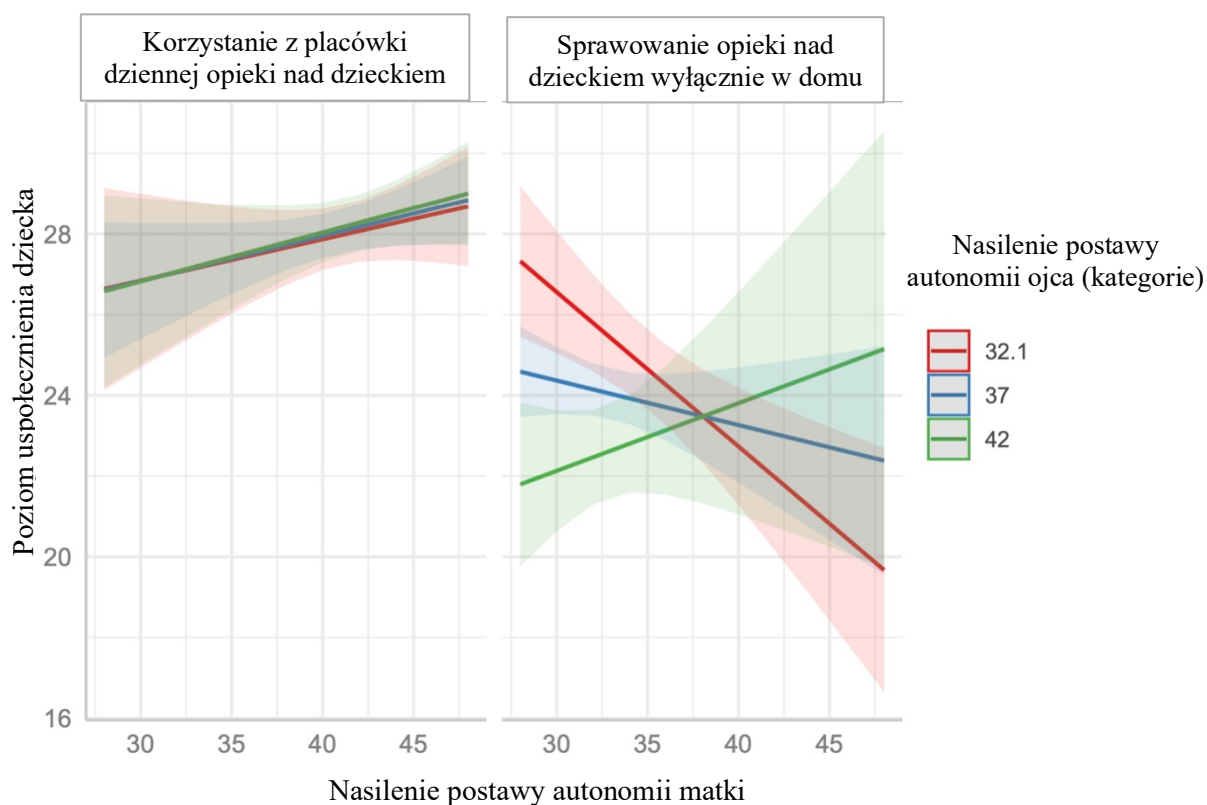 Korzystanie z placówki
dziennej opieki nad dzieckiem
Sprawowanie opieki nad
dzieckiem wyłącznie w domu
Poziom uspołecznienia dziecka
28
24
20
16
30
35
40
45
30
35
40
45
Nasilenie postawy autonomii matki
Nasilenie postawy
autonomii ojca (kategorie)
32.1
37
42